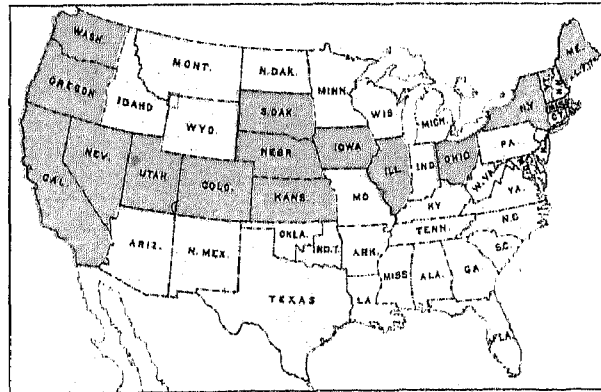 WASH.
MONT.
N.DAK.
MINN.
ME.
OREGON
IDAHO
S.DAK.
WIS.
MICH.
N.Y.
WYO.
NEBR.
IOWA
PA.
NEV.
UTAH
COLO.
ILL.
IND.
OHIO
W.VA.
VA.
CAL.
KANS.
MO.
KY.
N.C.
TENN.
ARIZ.
N.MEX.
OKLA.
IND.T.
ARK.
S.C.
MISS.
ALA.
GA.
TEXAS
LA.
FLA.